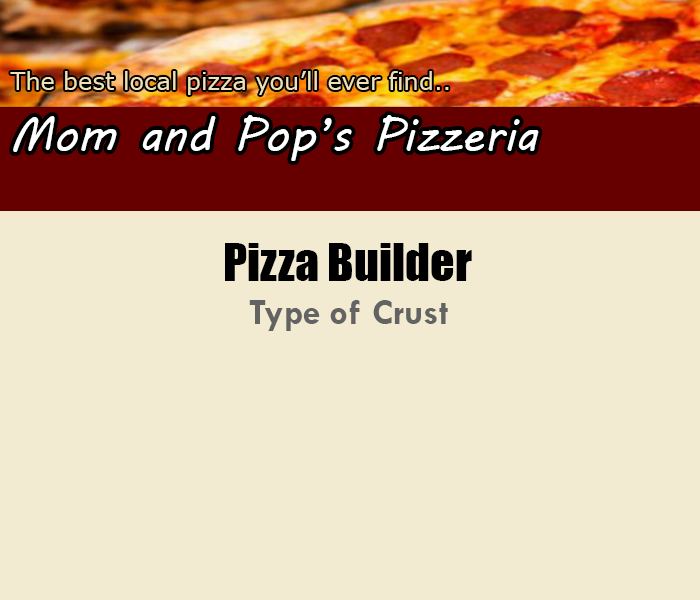 The best local pizza you’ll ever find..
Mom and Pop’s Pizzeria
Pizza Builder
Type of Crust